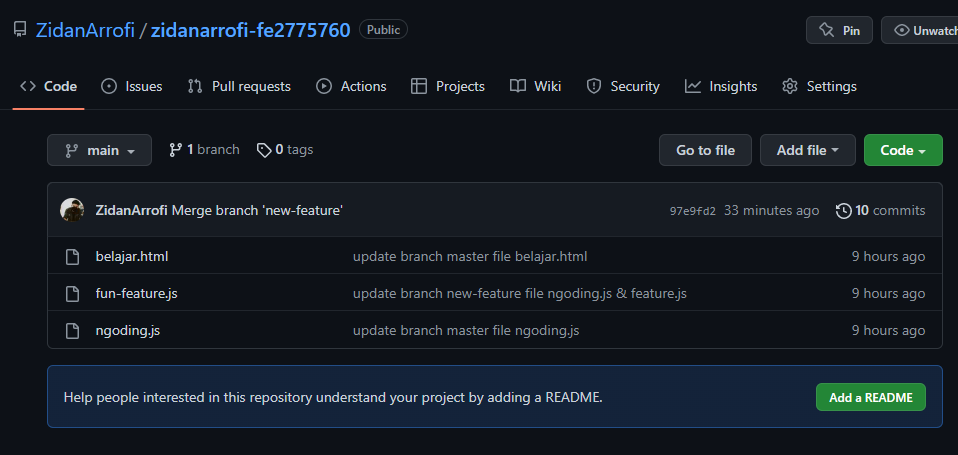 ZidanArrofi / zidanarrofi-fe2775760 Public Pin Unwatch
Code Issues Pull requests Actions Projects Wiki Security Insights Settings
main 1 branch 0 tags Go to file Add file Code
ZidanArrofi Merge branch 'new-feature' 97e9fd2 33 minutes ago 10 commits
belajar.html update branch master file belajar.html 9 hours ago
fun-feature.js update branch new-feature file ngoding.js & feature.js 9 hours ago
ngoding.js update branch master file ngoding.js 9 hours ago
Help people interested in this repository understand your project by adding a README. Add a README